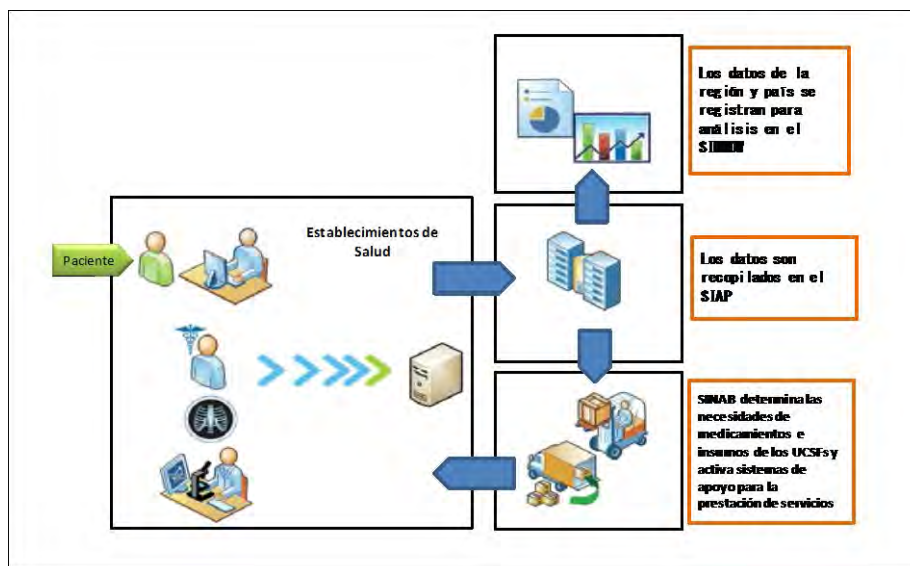 Los datos de la
región y país se
registran para
análisis en el
Establecimientos de
Salud
Paciente
Los datos son
recopilados en el
SIAP
SINAB determina las
necesidades de
medicamentos e
insumos de los UCSFs y
activa sistemas de
apoyo para la
prestación de servicios